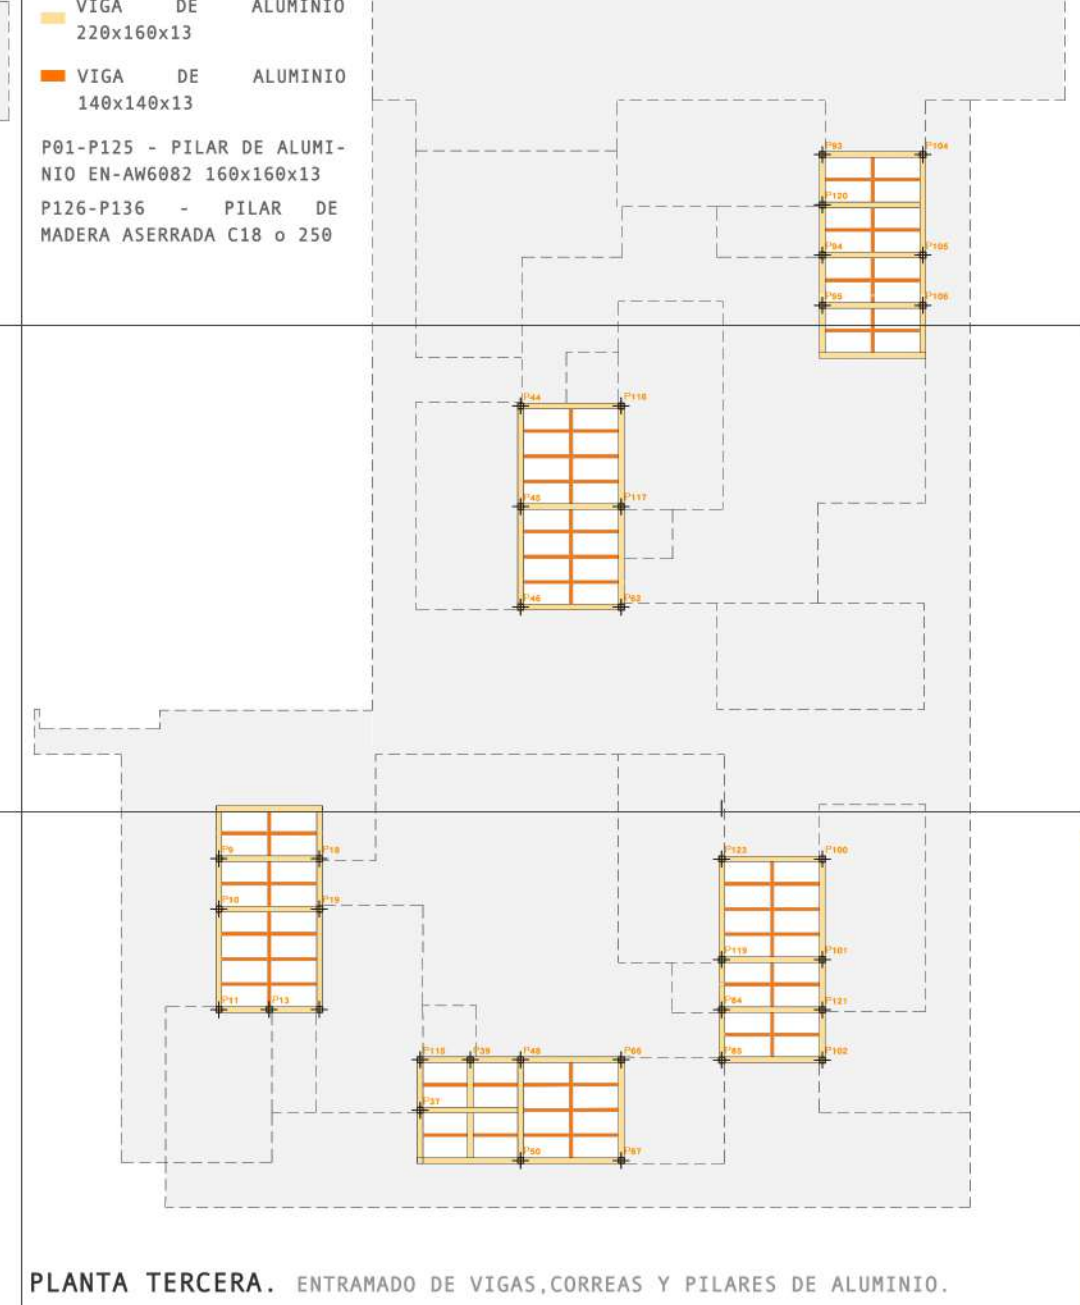 VIGA DE ALUMINIO
220x160x13
VIGA DE ALUMINIO
140x140x13
P01-P125 - PILAR DE ALUMI-
NIO EN-AW6082 160x160x13
P126-P136 - PILAR DE
MADERA ASERRADA C18 o 250
P93 P104
P120
P94 P105
P95 P106
P44 P116
P45 P117
P46 P62
P9 P18
P123 P100
P10 P19
P119 P101
P11 P13
P84 P121
P115 P39 P48 P66
P85 P102
P37
P50 P67
PLANTA TERCERA. ENTRAMADO DE VIGAS,CORREAS Y PILARES DE ALUMINIO.